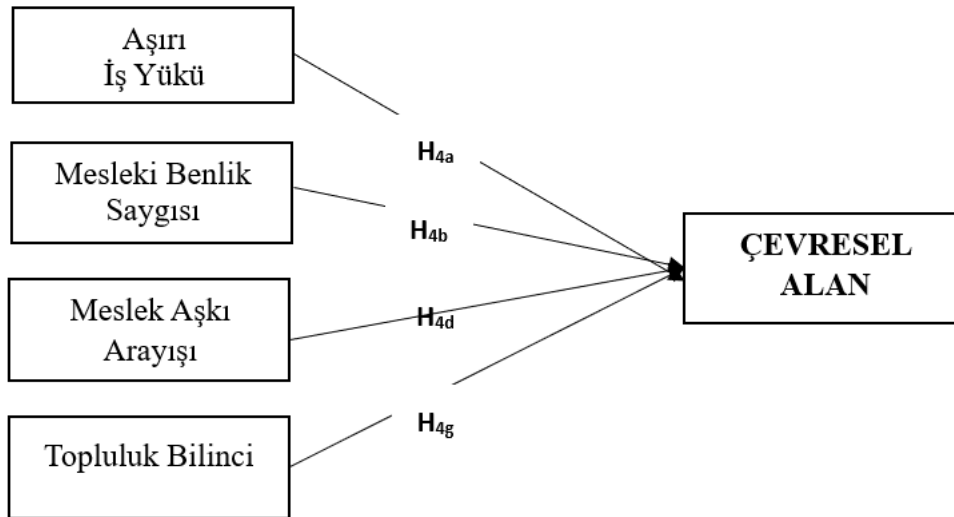 Aşırı
İş Yükü
H4a
Mesleki Benlik
Saygısı
H4b
ÇEVRESEL
ALAN
Meslek Aşkı
Arayışı
H4d
Topluluk Bilinci
H4g